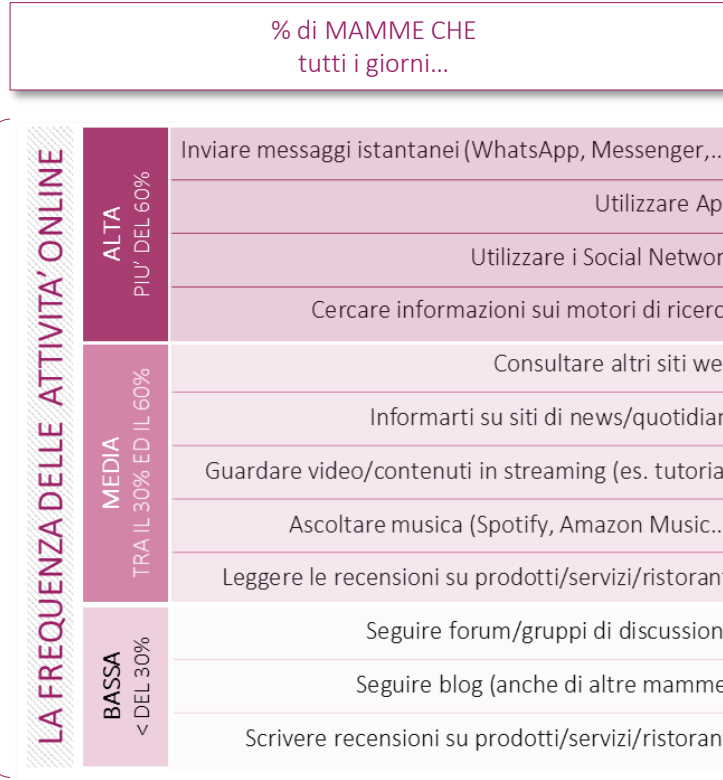 % di MAMME CHE
tutti i giorni...
LA FREQUENZA DELLE ATTIVITA' ONLINE
ALTA
PIU' DEL 60%
Inviare messaggi istantanei (WhatsApp, Messenger,...
Utilizzare Ap
Utilizzare i Social Networ
Cercare informazioni sui motori di ricerc
MEDIA
TRA IL 30% ED IL 60%
Consultare altri siti we
Informarti su siti di news/quotidian
Guardare video/contenuti in streaming (es. tutoria
Ascoltare musica (Spotify, Amazon Music...
Leggere le recensioni su prodotti/servizi/ristorant
BASSA
< DEL 30%
Seguire forum/gruppi di discussion
Seguire blog (anche di altre mamme
Scrivere recensioni su prodotti/servizi/ristorant